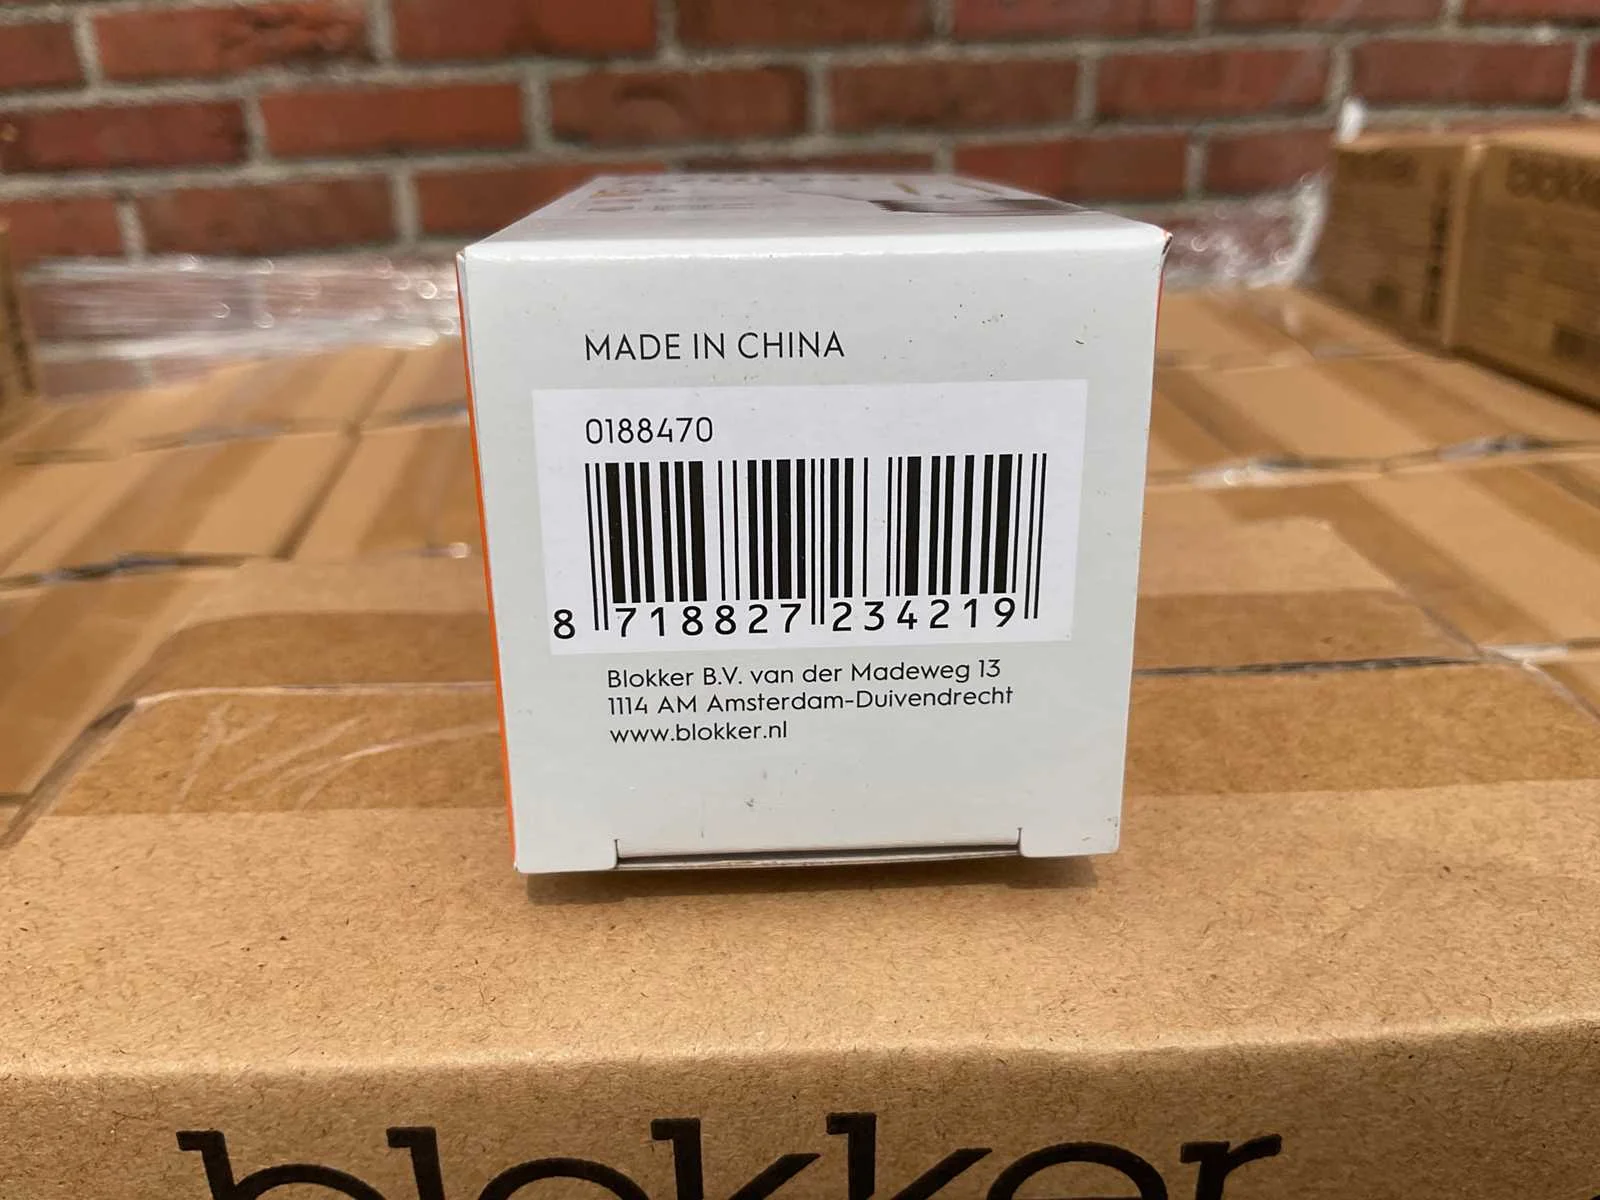 MADE IN CHINA
0188470
8 718827 234219
Blokker B.V. van der Madeweg 13
1114 AM Amsterdam-Duivendrecht
www.blokker.nl
blokker